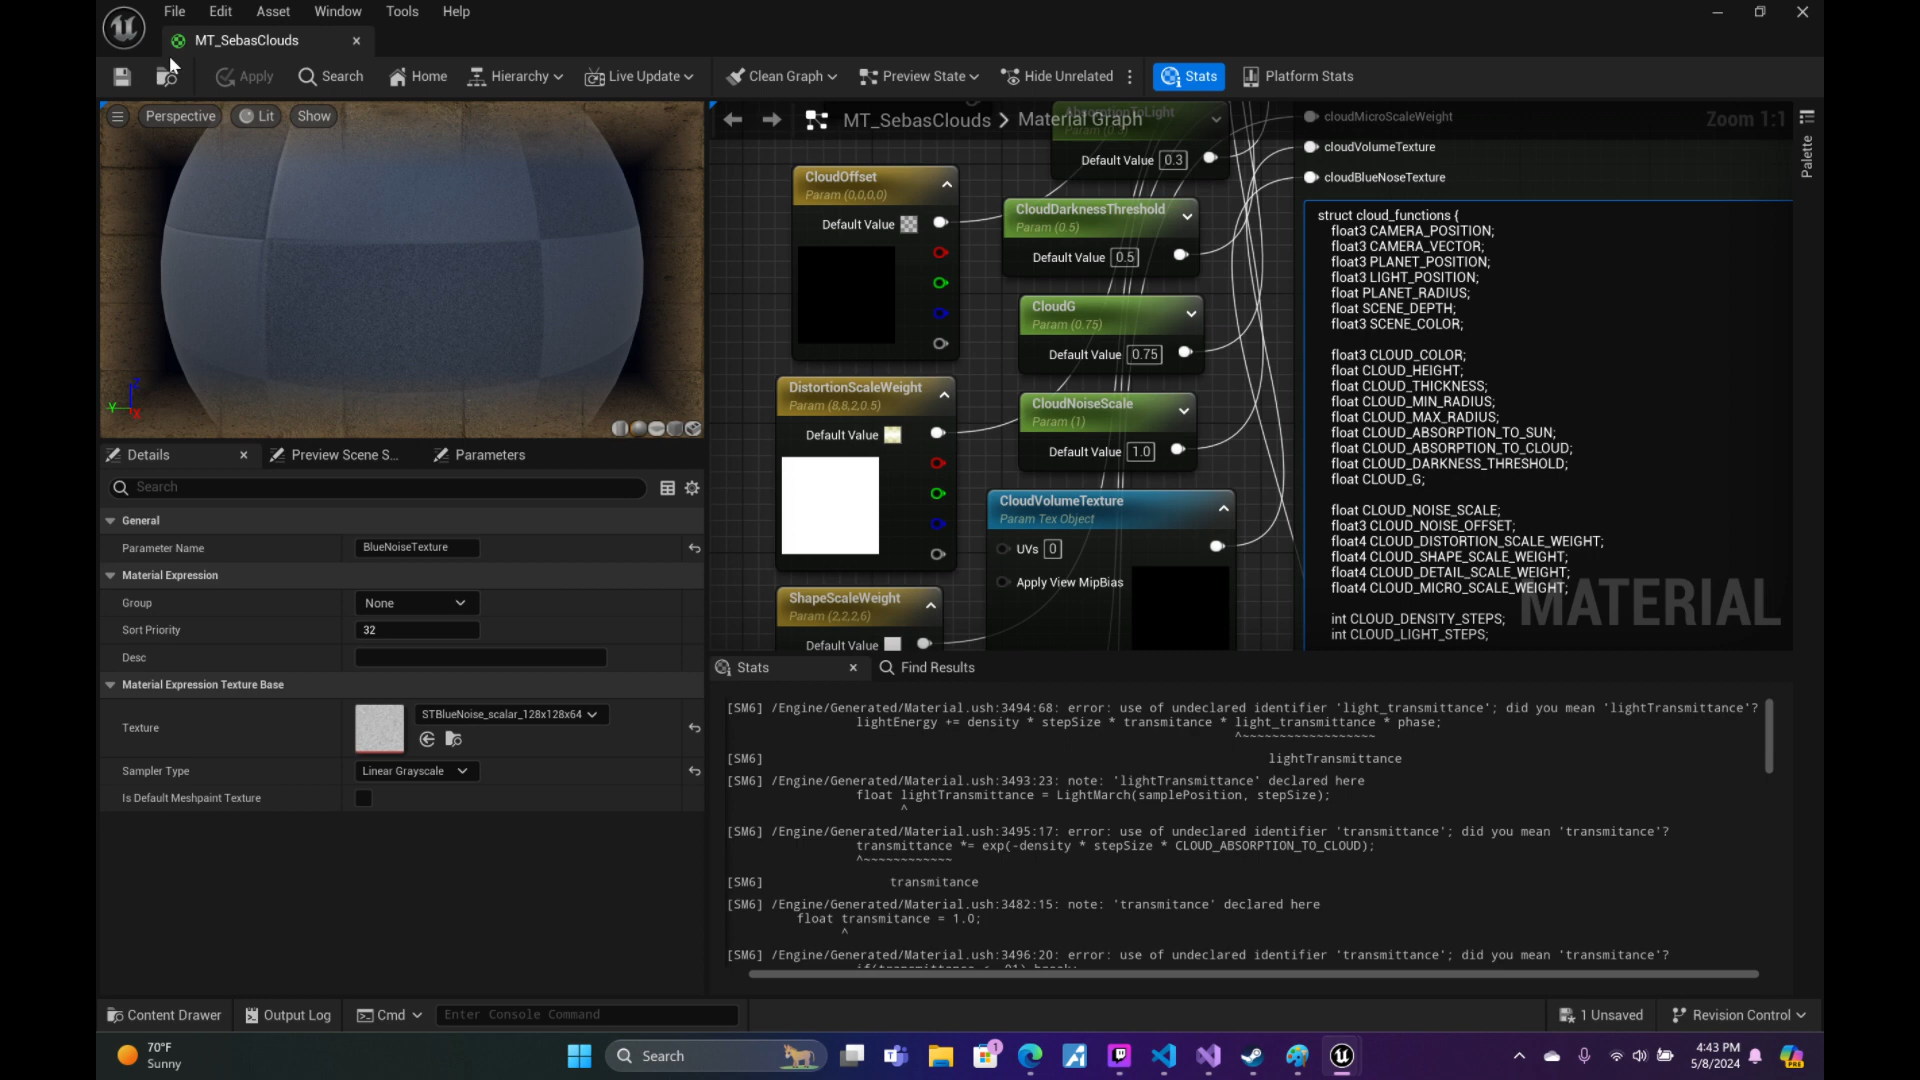 File Edit Asset Window Tools Help
MT_SebasClouds
Apply Search Home Hierarchy Live Update Clean Graph Preview State Hide Unrelated Stats Platform Stats
Perspective Lit Show
MT_SebasClouds Material Graph
Zoom 1:1
Palette
AbsorptionToLight
Param (0.3)
Default Value 0.3
CloudOffset
Param (0,0,0,0)
Default Value
CloudDarknessThreshold
Param (0.5)
Default Value 0.5
CloudG
Param (0.75)
Default Value 0.75
DistortionScaleWeight
Param (8,8,2,0.5)
Default Value
CloudNoiseScale
Param (1)
Default Value 1.0
CloudVolumeTexture
Param Tex Object
UVs 0
Apply View MipBias
ShapeScaleWeight
Param (2,2,2,6)
Default Value
cloudMicroScaleWeight
cloudVolumeTexture
cloudBlueNoseTexture
struct cloud_functions {
float3 CAMERA_POSITION;
float3 CAMERA_VECTOR;
float3 PLANET_POSITION;
float3 LIGHT_POSITION;
float PLANET_RADIUS;
float SCENE_DEPTH;
float3 SCENE_COLOR;
float3 CLOUD_COLOR;
float CLOUD_HEIGHT;
float CLOUD_THICKNESS;
float CLOUD_MIN_RADIUS;
float CLOUD_MAX_RADIUS;
float CLOUD_ABSORPTION_TO_SUN;
float CLOUD_ABSORPTION_TO_CLOUD;
float CLOUD_DARKNESS_THRESHOLD;
float CLOUD_G;
float CLOUD_NOISE_SCALE;
float3 CLOUD_NOISE_OFFSET;
float4 CLOUD_DISTORTION_SCALE_WEIGHT;
float4 CLOUD_SHAPE_SCALE_WEIGHT;
float4 CLOUD_DETAIL_SCALE_WEIGHT;
float4 CLOUD_MICRO_SCALE_WEIGHT;
int CLOUD_DENSITY_STEPS;
int CLOUD_LIGHT_STEPS;
MATERIAL
Z
Y
X
Details Preview Scene S... Parameters
Search
General
Parameter Name BlueNoiseTexture
Material Expression
Group None
Sort Priority 32
Desc
Material Expression Texture Base
Texture STBlueNoise_scalar_128x128x64
Sampler Type Linear Grayscale
Is Default Meshpaint Texture
Stats Find Results
[SM6] /Engine/Generated/Material.ush:3494:68: error: use of undeclared identifier 'light_transmittance'; did you mean 'lightTransmittance'?
lightEnergy += density * stepSize * transmitance * light_transmittance * phase;
^~~~~~~~~~~~~~~~~~~
[SM6] lightTransmittance
[SM6] /Engine/Generated/Material.ush:3493:23: note: 'lightTransmittance' declared here
float lightTransmittance = LightMarch(samplePosition, stepSize);
^
[SM6] /Engine/Generated/Material.ush:3495:17: error: use of undeclared identifier 'transmittance'; did you mean 'transmitance'?
transmittance *= exp(-density * stepSize * CLOUD_ABSORPTION_TO_CLOUD);
^~~~~~~~~~~~~
[SM6] transmitance
[SM6] /Engine/Generated/Material.ush:3482:15: note: 'transmitance' declared here
float transmitance = 1.0;
^
[SM6] /Engine/Generated/Material.ush:3496:20: error: use of undeclared identifier 'transmittance'; did you mean 'transmitance'?
Content Drawer Output Log Cmd Enter Console Command 1 Unsaved Revision Control
70°F
Sunny
Search
1
4:43 PM
5/8/2024
PRE